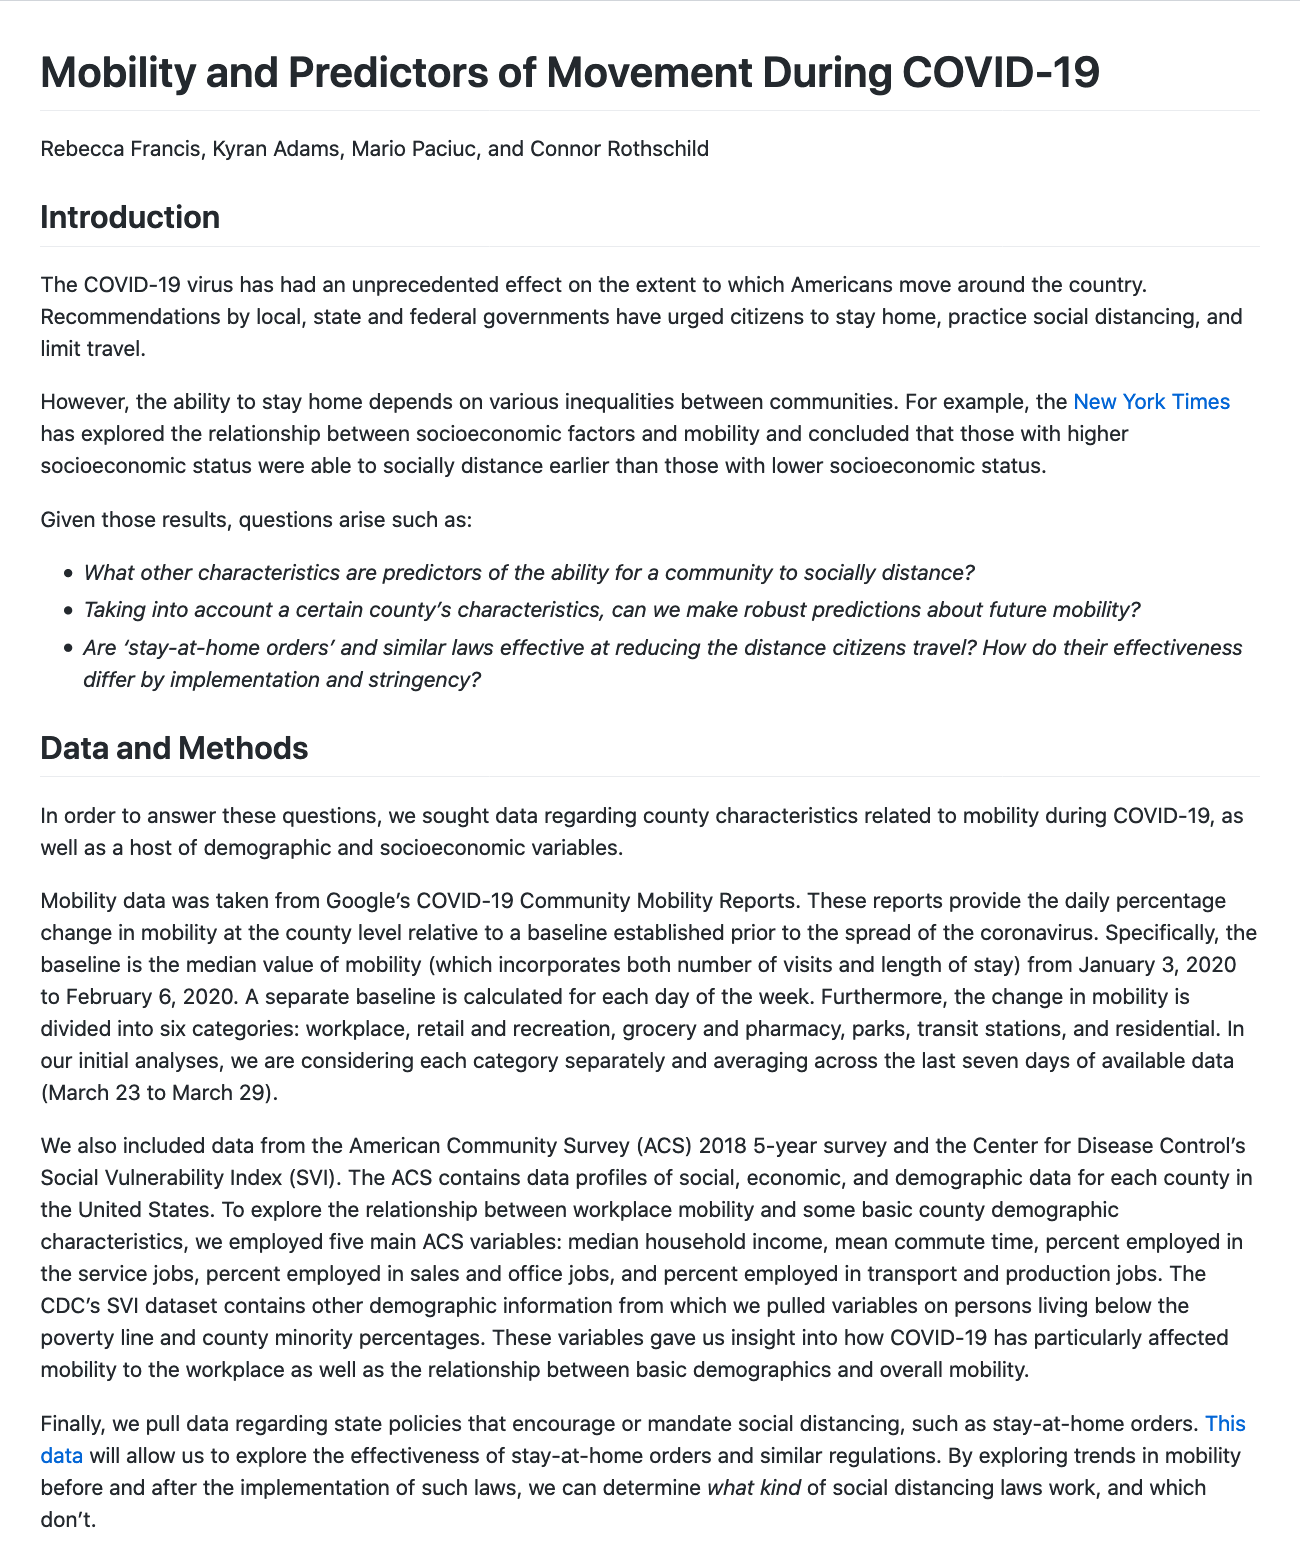 Mobility and Predictors of Movement During COVID-19
Rebecca Francis, Kyran Adams, Mario Paciuc, and Connor Rothschild
Introduction
The COVID-19 virus has had an unprecedented effect on the extent to which Americans move around the country.
Recommendations by local, state and federal governments have urged citizens to stay home, practice social distancing, and
limit travel.
However, the ability to stay home depends on various inequalities between communities. For example, the New York Times
has explored the relationship between socioeconomic factors and mobility and concluded that those with higher
socioeconomic status were able to socially distance earlier than those with lower socioeconomic status.
Given those results, questions arise such as:
• What other characteristics are predictors of the ability for a community to socially distance?
• Taking into account a certain county’s characteristics, can we make robust predictions about future mobility?
• Are ‘stay-at-home orders’ and similar laws effective at reducing the distance citizens travel? How do their effectiveness
differ by implementation and stringency?
Data and Methods
In order to answer these questions, we sought data regarding county characteristics related to mobility during COVID-19, as
well as a host of demographic and socioeconomic variables.
Mobility data was taken from Google’s COVID-19 Community Mobility Reports. These reports provide the daily percentage
change in mobility at the county level relative to a baseline established prior to the spread of the coronavirus. Specifically, the
baseline is the median value of mobility (which incorporates both number of visits and length of stay) from January 3, 2020
to February 6, 2020. A separate baseline is calculated for each day of the week. Furthermore, the change in mobility is
divided into six categories: workplace, retail and recreation, grocery and pharmacy, parks, transit stations, and residential. In
our initial analyses, we are considering each category separately and averaging across the last seven days of available data
(March 23 to March 29).
We also included data from the American Community Survey (ACS) 2018 5-year survey and the Center for Disease Control’s
Social Vulnerability Index (SVI). The ACS contains data profiles of social, economic, and demographic data for each county in
the United States. To explore the relationship between workplace mobility and some basic county demographic
characteristics, we employed five main ACS variables: median household income, mean commute time, percent employed in
the service jobs, percent employed in sales and office jobs, and percent employed in transport and production jobs. The
CDC’s SVI dataset contains other demographic information from which we pulled variables on persons living below the
poverty line and county minority percentages. These variables gave us insight into how COVID-19 has particularly affected
mobility to the workplace as well as the relationship between basic demographics and overall mobility.
Finally, we pull data regarding state policies that encourage or mandate social distancing, such as stay-at-home orders. This
data will allow us to explore the effectiveness of stay-at-home orders and similar regulations. By exploring trends in mobility
before and after the implementation of such laws, we can determine what kind of social distancing laws work, and which
don’t.